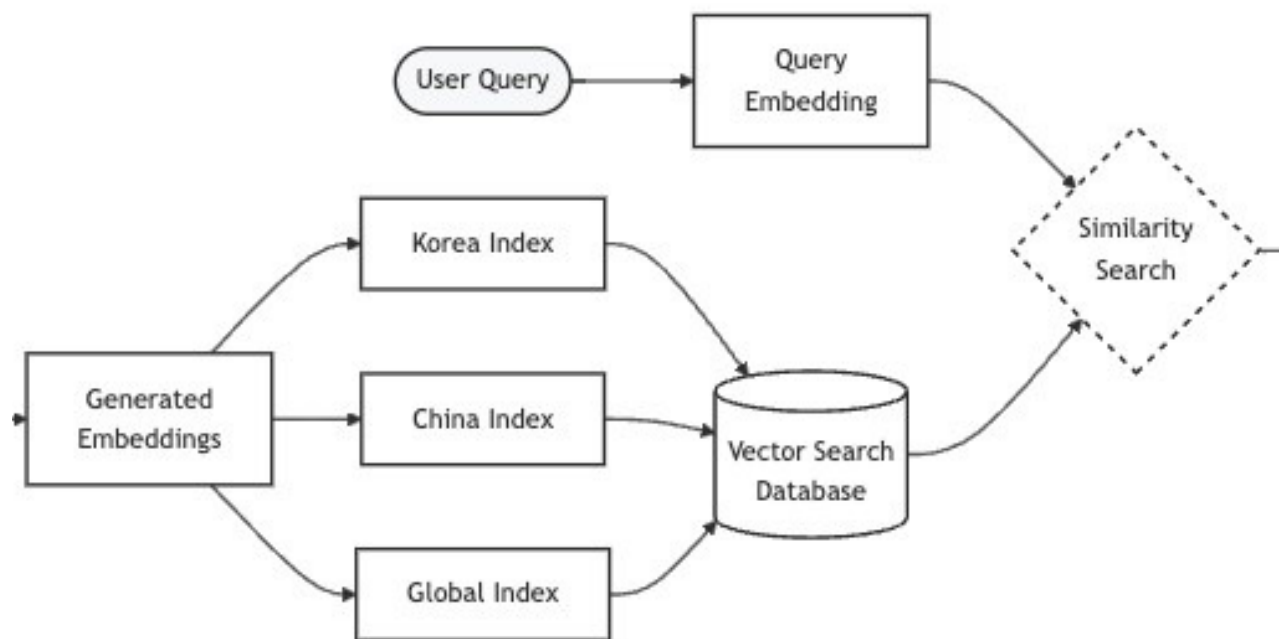 User Query
Query
Embedding
Similarity
Search
Korea Index
Generated
Embeddings
China Index
Vector Search
Database
Global Index